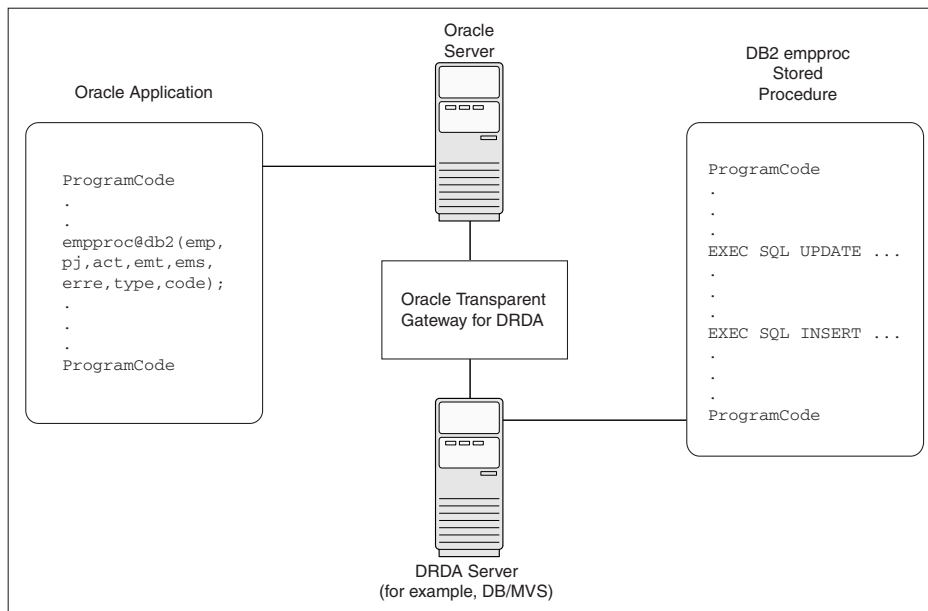 Oracle
Server
DB2 empproc
Stored
Procedure
Oracle Application
ProgramCode
.
.
empproc@db2(emp,
pj,act,emt,ems,
erre,type,code);
.
.
.
ProgramCode
Oracle Transparent
Gateway for DRDA
ProgramCode
.
.
.
EXEC SQL UPDATE ...
.
.
.
EXEC SQL INSERT ...
.
.
.
ProgramCode
DRDA Server
(for example, DB/MVS)